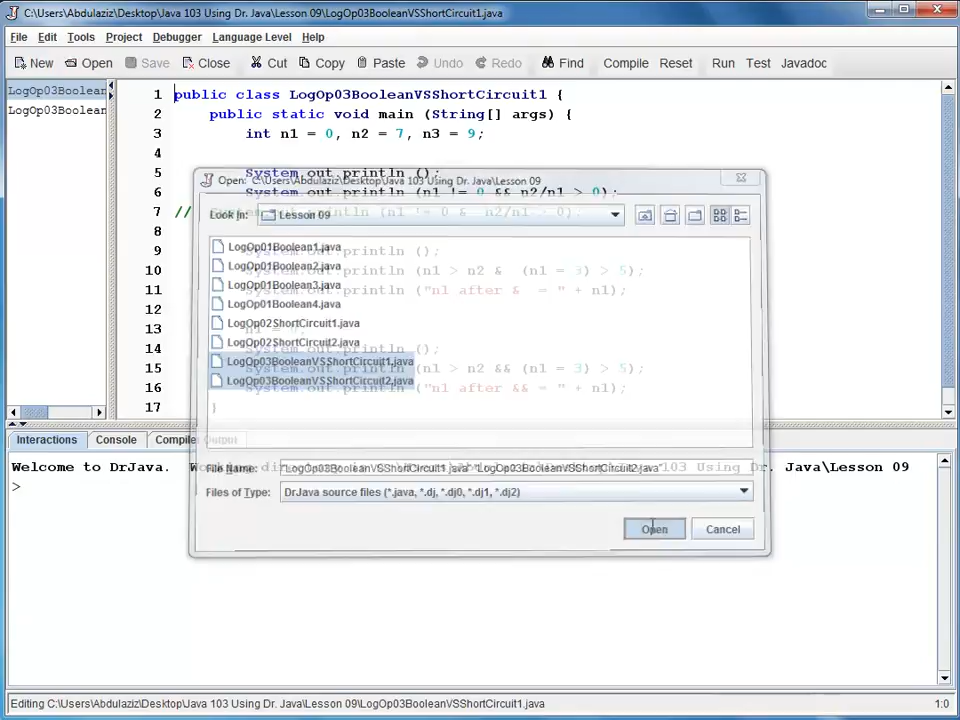 C:\Users\Abdulaziz\Desktop\Java 103 Using Dr. Java\Lesson 09\LogOp03BooleanVSShortCircuit1.java
File Edit Tools Project Debugger Language Level Help
New Open Save Close Cut Copy Paste Undo Redo Find Compile Reset Run Test Javadoc
LogOp03Boolean
LogOp03Boolean
1 public class LogOp03BooleanVSShortCircuit1 {
2 public static void main (String[] args) {
3 int n1 = 0, n2 = 7, n3 = 9;
4
5 System.out.println ();
6 System.out.println (n1 != 0 && n2/n1 > 0);
7 // System.out.println (n1 != 0 & n2/n1 > 0);
8
9 System.out.println ();
10 System.out.println (n1 > n2 & (n1 = 3) > 5);
11 System.out.println ("n1 after & = " + n1);
12
13 n1 = 0;
14 System.out.println ();
15 System.out.println (n1 > n2 && (n1 = 3) > 5);
16 System.out.println ("n1 after && = " + n1);
17 }
Open: C:\Users\Abdulaziz\Desktop\Java 103 Using Dr. Java\Lesson 09
Look In: Lesson 09
LogOp01Boolean1.java
LogOp01Boolean2.java
LogOp01Boolean3.java
LogOp01Boolean4.java
LogOp02ShortCircuit1.java
LogOp02ShortCircuit2.java
LogOp03BooleanVSShortCircuit1.java
LogOp03BooleanVSShortCircuit2.java
File Name: "LogOp03BooleanVSShortCircuit1.java" "LogOp03BooleanVSShortCircuit2.java"
Files of Type: DrJava source files (*.java, *.dj, *.dj0, *.dj1, *.dj2)
Open Cancel
Interactions Console Compiler Output
Welcome to DrJava. 103 Using Dr. Java\Lesson 09
>
Editing C:\Users\Abdulaziz\Desktop\Java 103 Using Dr. Java\Lesson 09\LogOp03BooleanVSShortCircuit1.java 1:0